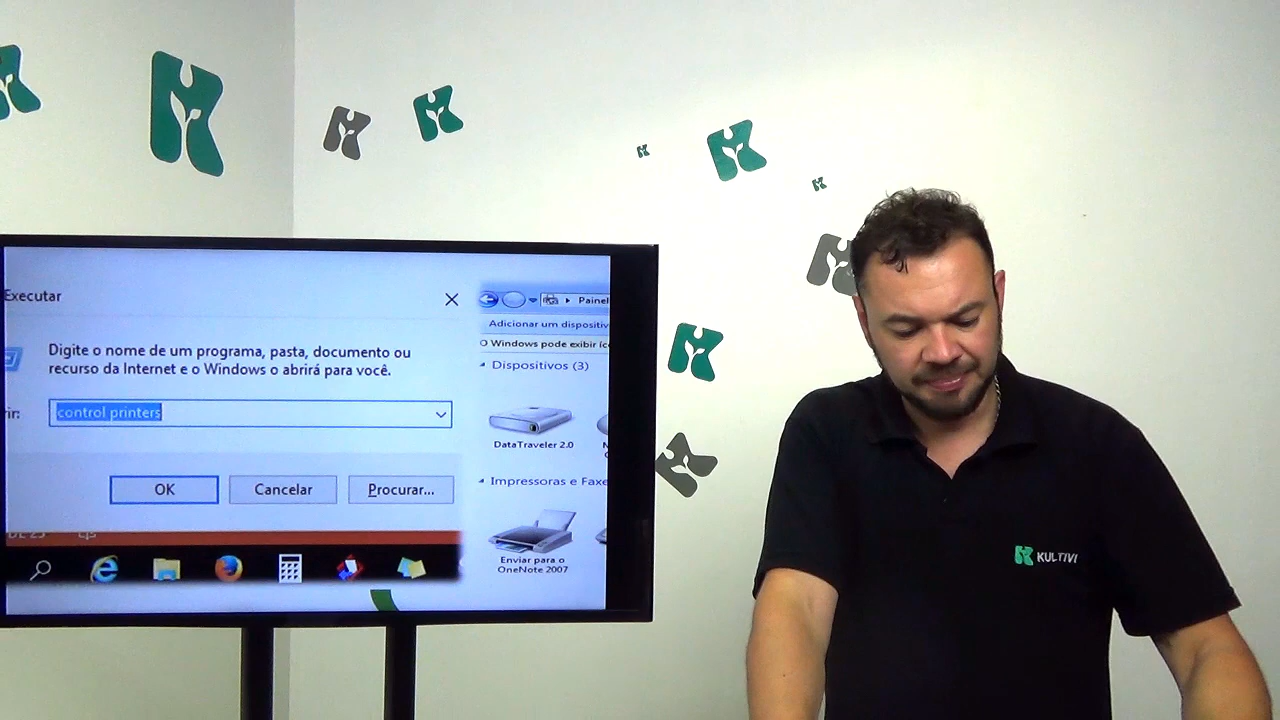 Executar
Digite o nome de um programa, pasta, documento ou
recurso da Internet e o Windows o abrirá para você.
control printers
OK
Cancelar
Procurar...
Painel
Adicionar um dispositiv
O Windows pode exibir íc
Dispositivos (3)
DataTraveler 2.0
Impressoras e Faxe
Enviar para o
OneNote 2007
KULTIVI